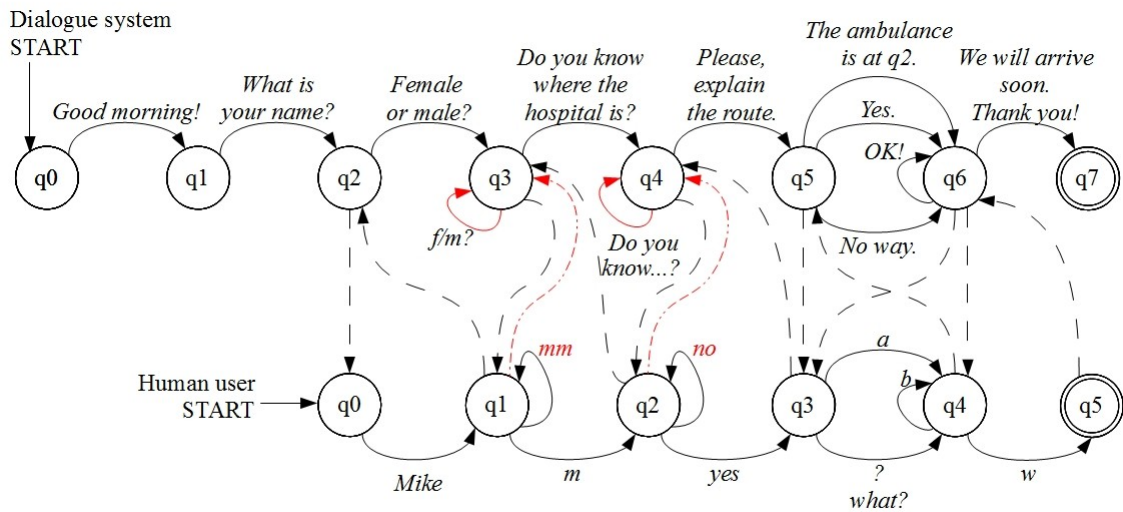 Dialogue system
START
Good morning!
What is
your name?
Female
or male?
Do you know
where the
hospital is?
Please,
explain
the route.
The ambulance
is at q2.
Yes.
OK!
No way.
We will arrive
soon.
Thank you!
q0
q1
q2
q3
q4
q5
q6
q7
f/m?
Do you
know...?
Human user
START
q0
q1
q2
q3
q4
q5
mm
no
a
b
Mike
m
yes
?
what?
w